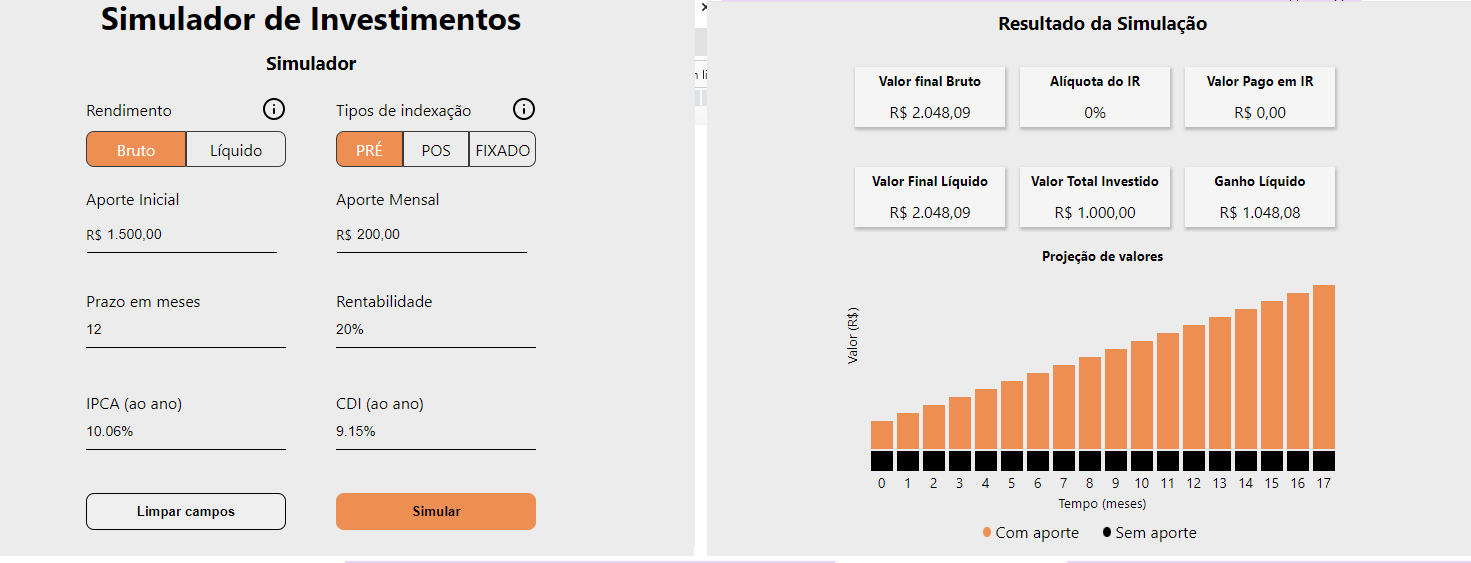 Simulador de Investimentos
Simulador
Rendimento
Tipos de indexação
Bruto Líquido
PRÉ POS FIXADO
Aporte Inicial
Aporte Mensal
R$ 1.500,00
R$ 200,00
Prazo em meses
Rentabilidade
12
20%
IPCA (ao ano)
CDI (ao ano)
10.06%
9.15%
Limpar campos
Simular
Resultado da Simulação
Valor final Bruto
R$ 2.048,09
Alíquota do IR
0%
Valor Pago em IR
R$ 0,00
Valor Final Líquido
R$ 2.048,09
Valor Total Investido
R$ 1.000,00
Ganho Líquido
R$ 1.048,08
Projeção de valores
Valor (R$)
0 1 2 3 4 5 6 7 8 9 10 11 12 13 14 15 16 17
Tempo (meses)
Com aporte Sem aporte